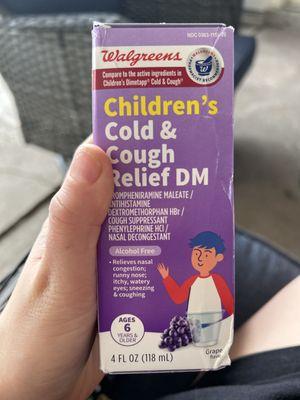 Walgreens
Compare to the active ingredients in
Children's Dimetapp® Cold & Cough†
Children's
Cold &
Cough
Relief DM
BROMPHENIRAMINE MALEATE /
ANTIHISTAMINE
DEXTROMETHORPHAN HBr /
COUGH SUPPRESSANT
PHENYLEPHRINE HCl /
NASAL DECONGESTANT
Alcohol Free
• Relieves nasal
congestion;
runny nose;
itchy, watery
eyes; sneezing
& coughing
AGES
6
YEARS &
OLDER
4 FL OZ (118 mL)
Grape
flavor